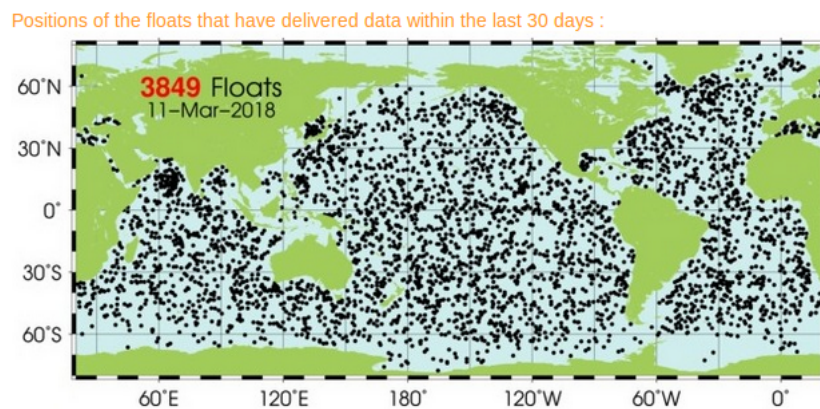 Positions of the floats that have delivered data within the last 30 days :
3849 Floats
11–Mar–2018
60°N
30°N
0°
30°S
60°S
60°E 120°E 180° 120°W 60°W 0°